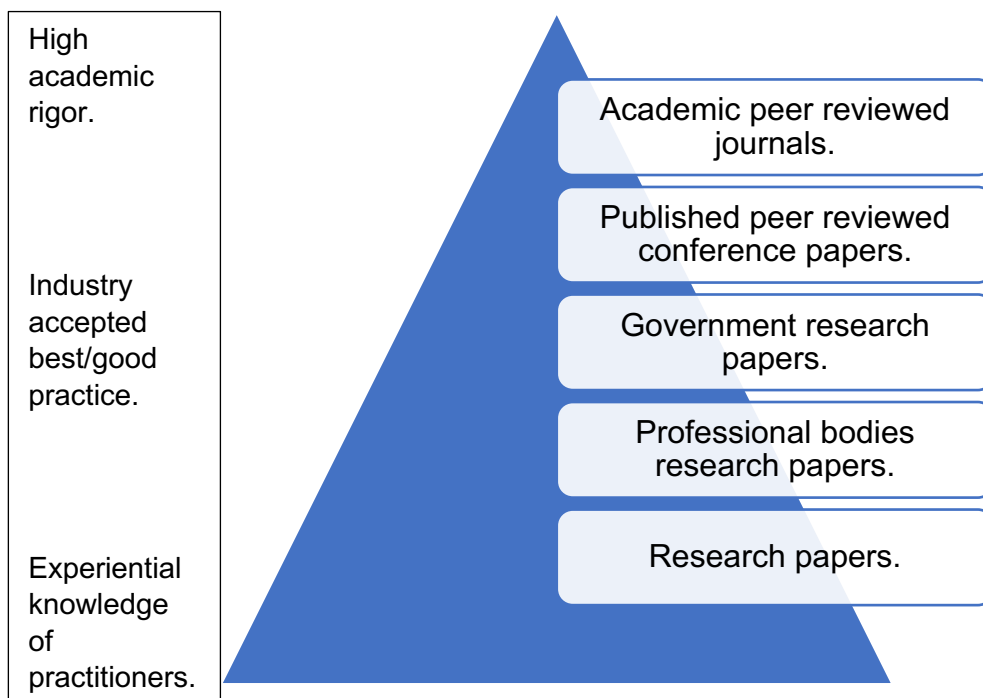 High
academic
rigor.
Industry
accepted
best/good
practice.
Experiential
knowledge
of
practitioners.
Academic peer reviewed
journals.
Published peer reviewed
conference papers.
Government research
papers.
Professional bodies
research papers.
Research papers.